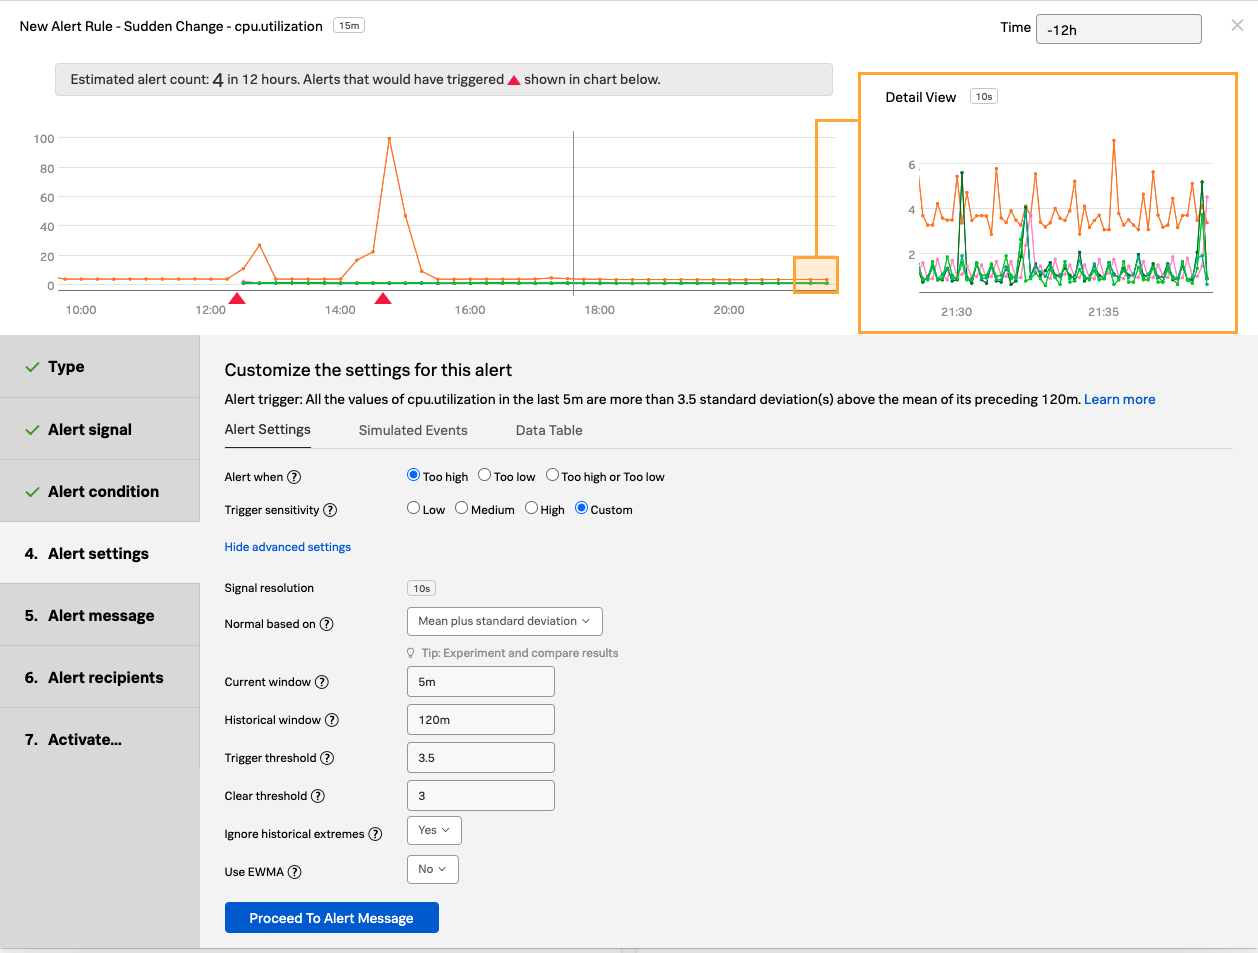 New Alert Rule - Sudden Change - cpu.utilization 15m
Time -12h
Estimated alert count: 4 in 12 hours. Alerts that would have triggered shown in chart below.
Detail View 10s
100
80
60
40
20
0
10:00 12:00 14:00 16:00 18:00 20:00
6
4
2
21:30 21:35
Type
Alert signal
Alert condition
4. Alert settings
5. Alert message
6. Alert recipients
7. Activate...
Customize the settings for this alert
Alert trigger: All the values of cpu.utilization in the last 5m are more than 3.5 standard deviation(s) above the mean of its preceding 120m. Learn more
Alert Settings Simulated Events Data Table
Alert when ? Too high Too low Too high or Too low
Trigger sensitivity ? Low Medium High Custom
Hide advanced settings
Signal resolution 10s
Normal based on ? Mean plus standard deviation
Tip: Experiment and compare results
Current window ? 5m
Historical window ? 120m
Trigger threshold ? 3.5
Clear threshold ? 3
Ignore historical extremes ? Yes
Use EWMA ? No
Proceed To Alert Message